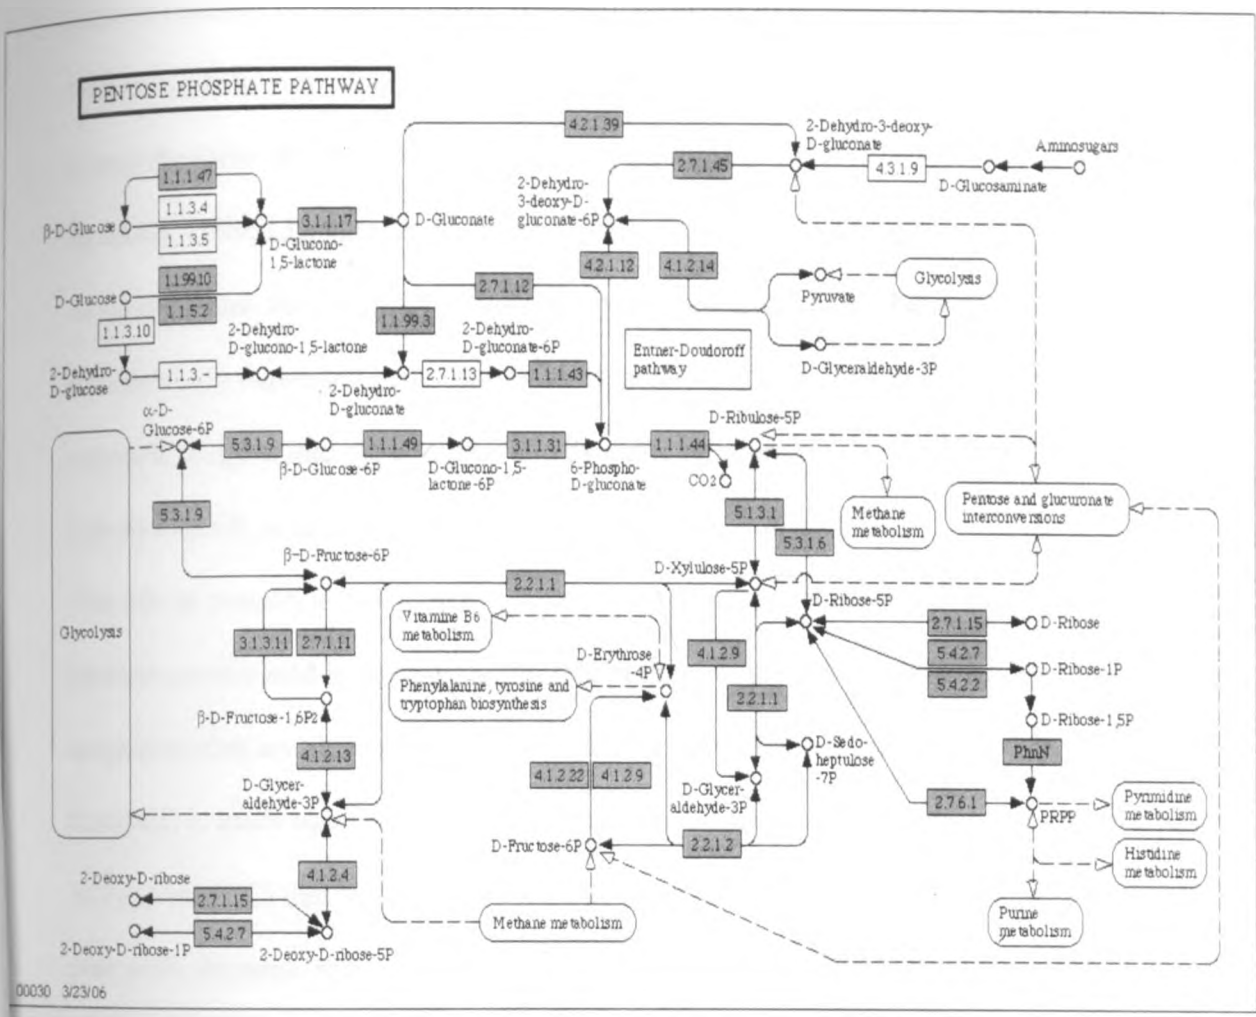 PENTOSE PHOSPHATE PATHWAY
4.2.1.39
2-Dehydro-3-deoxy-
D-gluconate
Aminosugars
2.7.1.45
4.3.1.9
D-Glucosaminate
1.1.1.47
1.1.3.4
β-D-Glucose
1.1.3.5
3.1.1.17
D-Gluconate
D-Glucono-
1,5-lactone
2-Dehydro-
3-deoxy-D-
gluconate-6P
4.2.1.12
4.1.2.14
Pyruvate
Glycolysis
1.1.99.10
D-Glucose
1.1.5.2
2.7.1.12
1.1.3.10
1.1.99.3
2-Dehydro-
D-glucono-1,5-lactone
2-Dehydro-
D-gluconate-6P
Entner-Doudoroff
pathway
D-Glyceraldehyde-3P
2-Dehydro-
D-glucose
1.1.3.-
2-Dehydro-
D-gluconate
2.7.1.13
1.1.1.43
α-D-
Glucose-6P
5.3.1.9
β-D-Glucose-6P
1.1.1.49
D-Glucono-1,5-
lactone-6P
3.1.1.31
6-Phospho-
D-gluconate
1.1.1.44
CO2
D-Ribulose-5P
5.3.1.9
5.1.3.1
5.3.1.6
Methane
metabolism
Pentose and glucuronate
interconversions
β-D-Fructose-6P
2.2.1.1
D-Xylulose-5P
D-Ribose-5P
Glycolysis
3.1.3.11
2.7.1.11
Vitamine B6
metabolism
D-Erythrose
-4P
4.1.2.9
2.7.1.15
D-Ribose
5.4.2.7
5.4.2.2
D-Ribose-1P
Phenylalanine, tyrosine and
tryptophan biosynthesis
2.2.1.1
β-D-Fructose-1,6P2
D-Ribose-1,5P
4.1.2.13
4.1.2.22
4.1.2.9
D-Sedo-
heptulose
-7P
PhnN
D-Glycer-
aldehyde-3P
D-Glycer-
aldehyde-3P
2.7.6.1
PRPP
Pyrimidine
metabolism
D-Fructose-6P
2.2.1.2
Histidine
metabolism
4.1.2.4
2-Deoxy-D-ribose
2.7.1.15
5.4.2.7
2-Deoxy-D-ribose-1P
2-Deoxy-D-ribose-5P
Methane metabolism
Purine
metabolism
00030 3/23/06